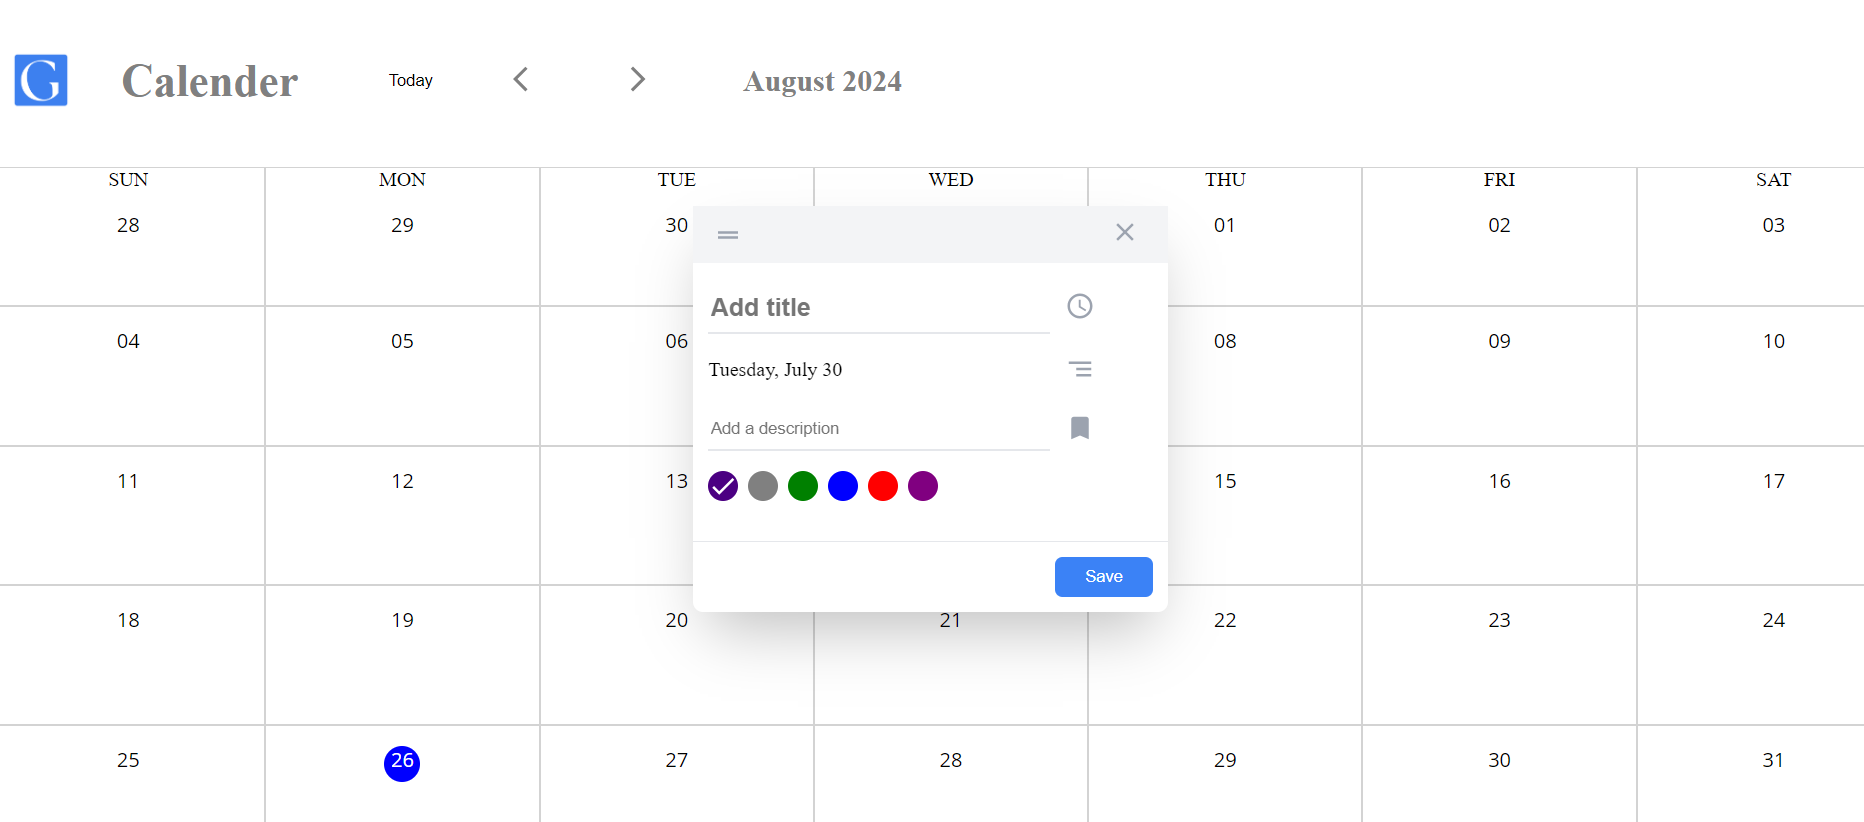 G Calender Today August 2024
SUN MON TUE WED THU FRI SAT
28 29 30 01 02 03
Add title
04 05 06 08 09 10
Tuesday, July 30
Add a description
11 12 13 15 16 17
Save
18 19 20 21 22 23 24
25 26 27 28 29 30 31